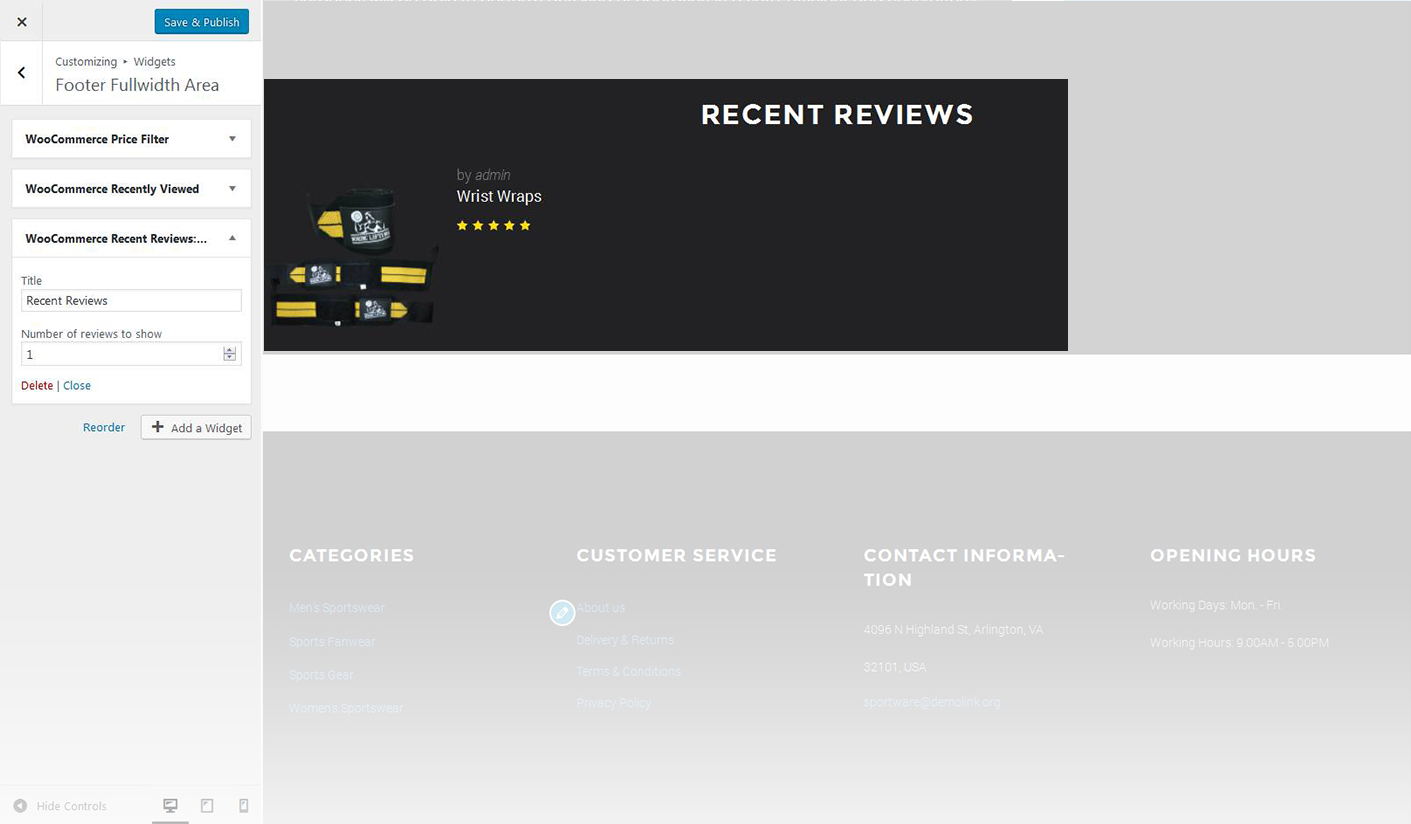 Save & Publish
Customizing ▸ Widgets
Footer Fullwidth Area
WooCommerce Price Filter
WooCommerce Recently Viewed
WooCommerce Recent Reviews:...
Title
Recent Reviews
Number of reviews to show
1
Delete | Close
Reorder
Add a Widget
Hide Controls
RECENT REVIEWS
by admin
Wrist Wraps
CATEGORIES
Men's Sportswear
Sports Fanwear
Sports Gear
Women's Sportswear
CUSTOMER SERVICE
About us
Delivery & Returns
Terms & Conditions
Privacy Policy
CONTACT INFORMA-
TION
4096 N Highland St, Arlington, VA
32101, USA
sportware@demolink.org
OPENING HOURS
Working Days: Mon. - Fri.
Working Hours: 9.00AM - 5.00PM